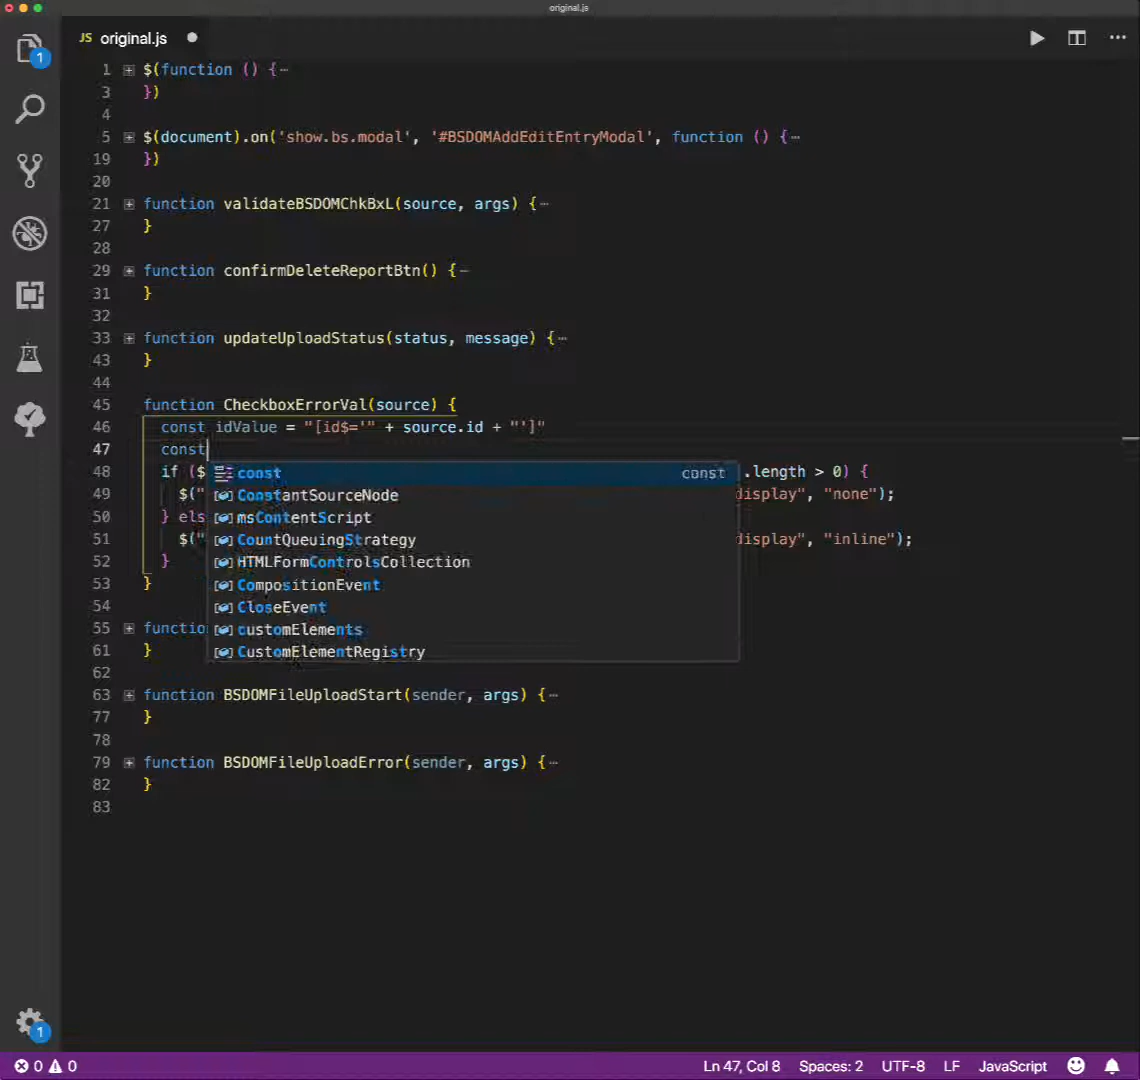 original.js
JS original.js
1 $(function () {
3 })
4
5 $(document).on('show.bs.modal', '#BSDOMAddEditEntryModal', function () {
19 })
20
21 function validateBSDOMChkBxL(source, args) {
27 }
28
29 function confirmDeleteReportBtn() {
31 }
32
33 function updateUploadStatus(status, message) {
43 }
44
45 function CheckboxErrorVal(source) {
46 const idValue = "[id$='" + source.id + "']"
47 const
48 if ($ const const .length > 0) {
49 $(" ConstantSourceNode display", "none");
50 } els msContentScript
51 $(" CountQueuingStrategy display", "inline");
52 } HTMLFormControlsCollection
53 } CompositionEvent
54 CloseEvent
55 functio customElements
61 } CustomElementRegistry
62
63 function BSDOMFileUploadStart(sender, args) {
77 }
78
79 function BSDOMFileUploadError(sender, args) {
82 }
83
1
1
0 0 Ln 47, Col 8 Spaces: 2 UTF-8 LF JavaScript